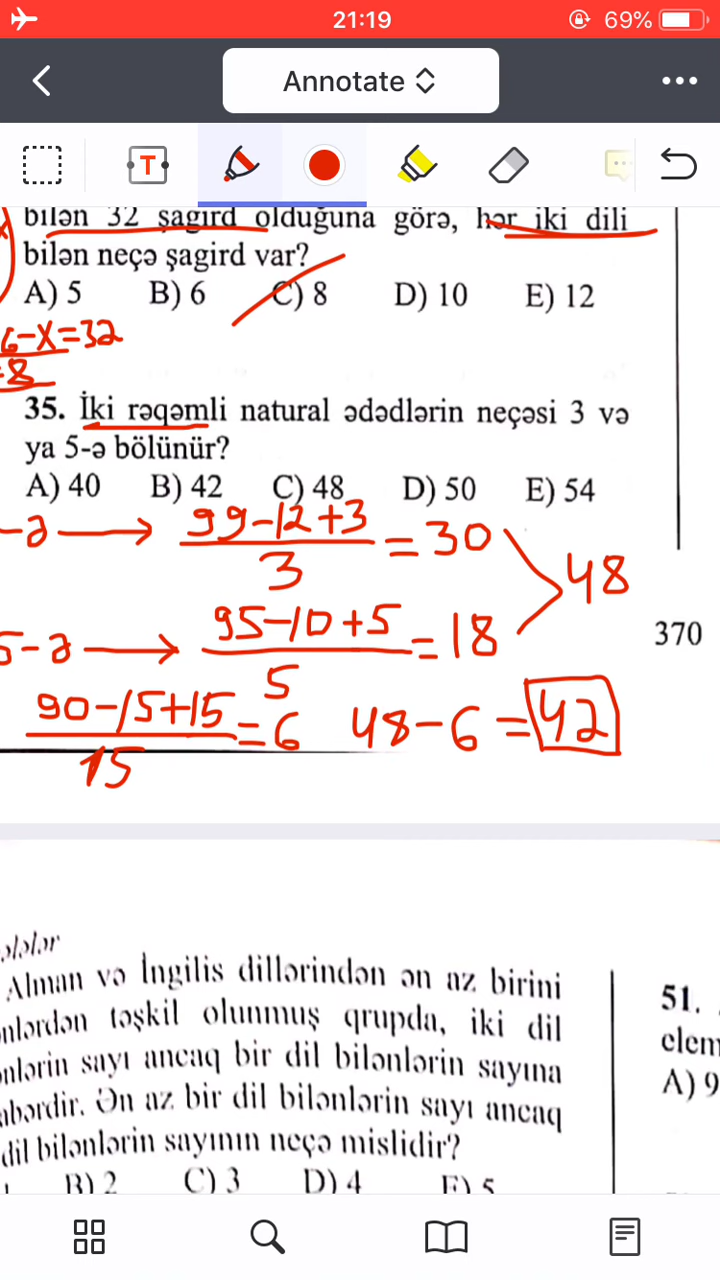 21:19
69%
Annotate
T
bilən 32 şagird olduğuna görə, hər iki dili
bilən neçə şagird var?
A) 5 B) 6 C) 8 D) 10 E) 12
6-x=32
=8
35. İki rəqəmli natural ədədlərin neçəsi 3 və
ya 5-ə bölünür?
A) 40 B) 42 C) 48 D) 50 E) 54
-ə → 99-12+3 / 3 = 30
48
5-ə → 95-10+5 / 5 = 18
370
90-15+15 / 15 = 6 48-6=42
Alman və İngilis dillərindən ən az birini
təşkil olunmuş qrupda, iki dil
sayı ancaq bir dil bilənlərin sayına
Ən az bir dil bilənlərin sayı ancaq
dil bilənlərin sayının neçə mislidir?
B) 2 C) 3 D) 4 E) 5
51.
A) 9